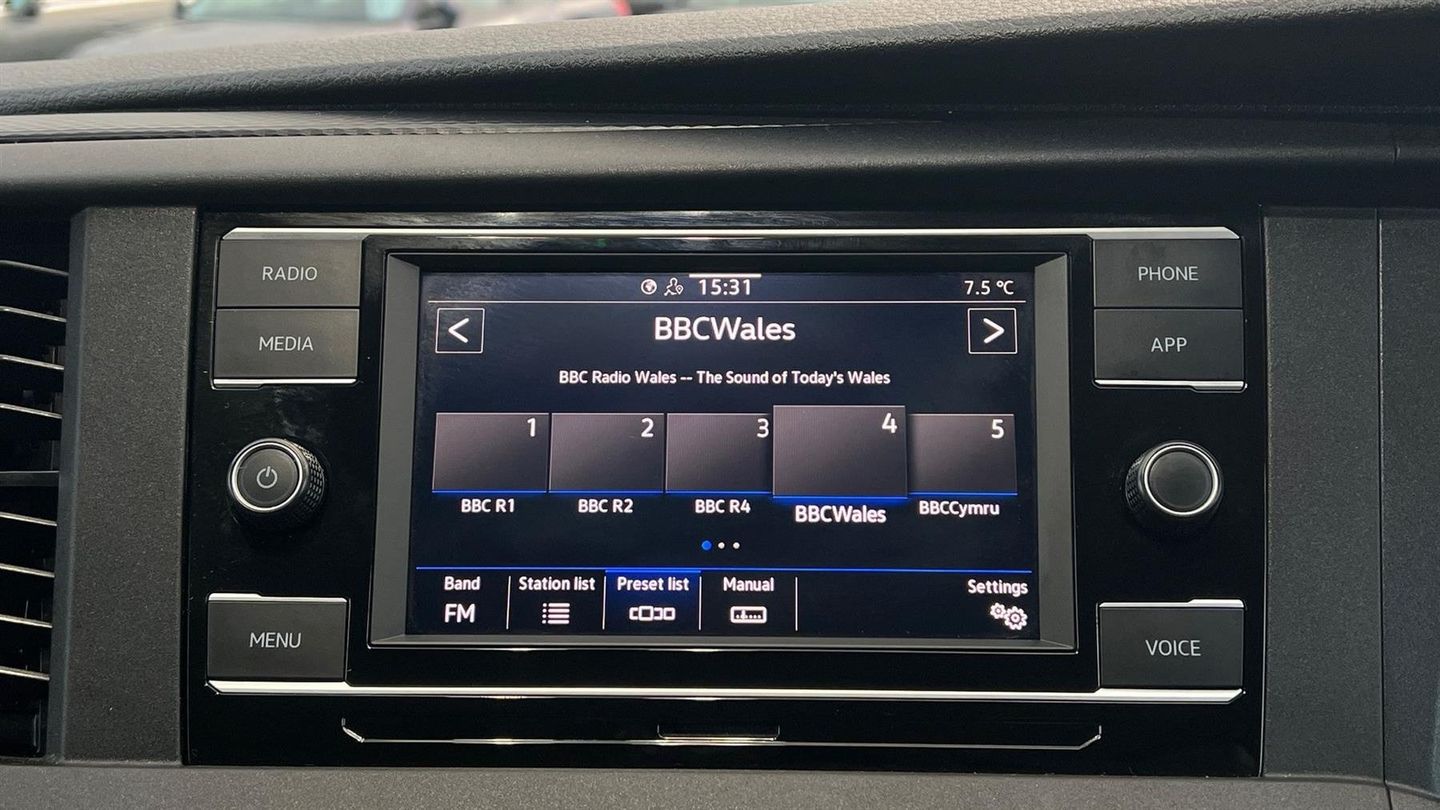 RADIO
MEDIA
MENU
15:31
7.5 °C
< BBCWales >
BBC Radio Wales -- The Sound of Today's Wales
1 2 3 4 5
BBC R1 BBC R2 BBC R4 BBCWales BBCCymru
Band Station list Preset list Manual Settings
FM
PHONE
APP
VOICE